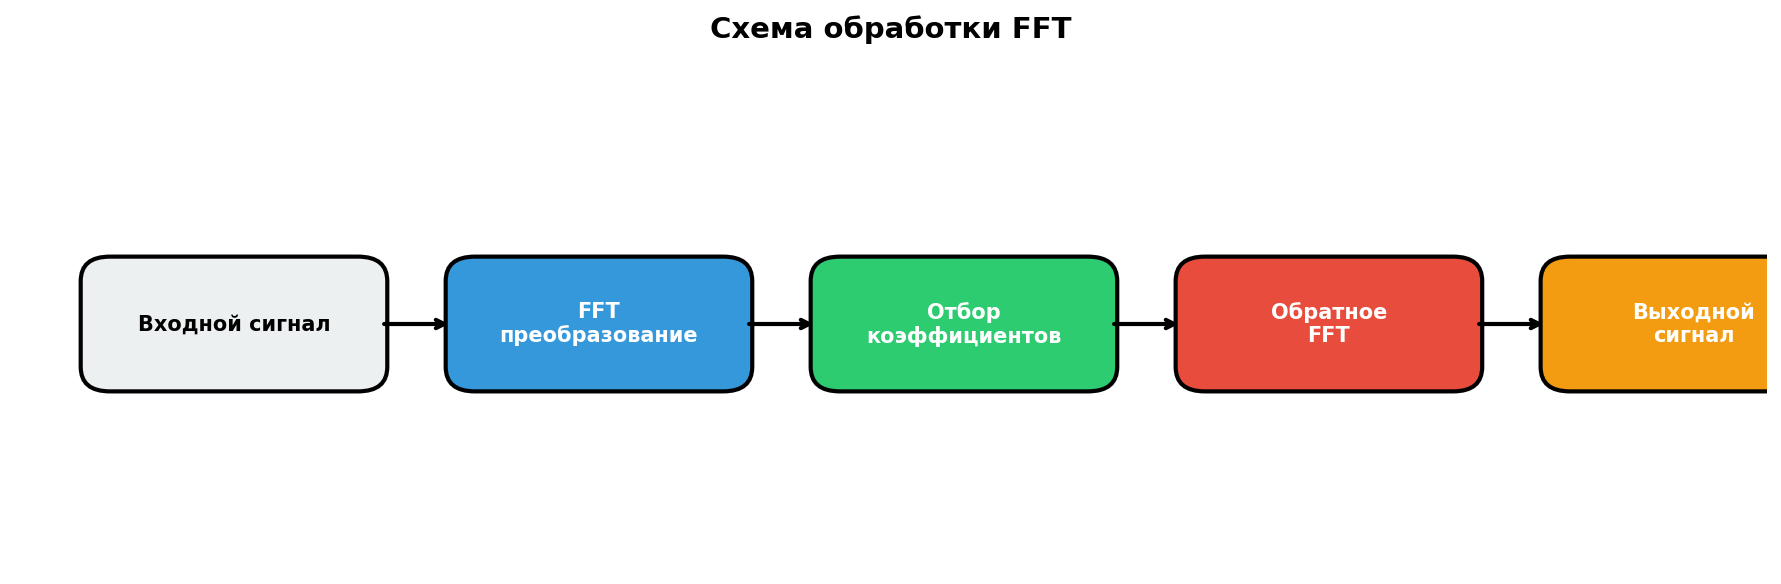 Схема обработки FFT
Входной сигнал
FFT
преобразование
Отбор
коэффициентов
Обратное
FFT
Выходной
сигнал